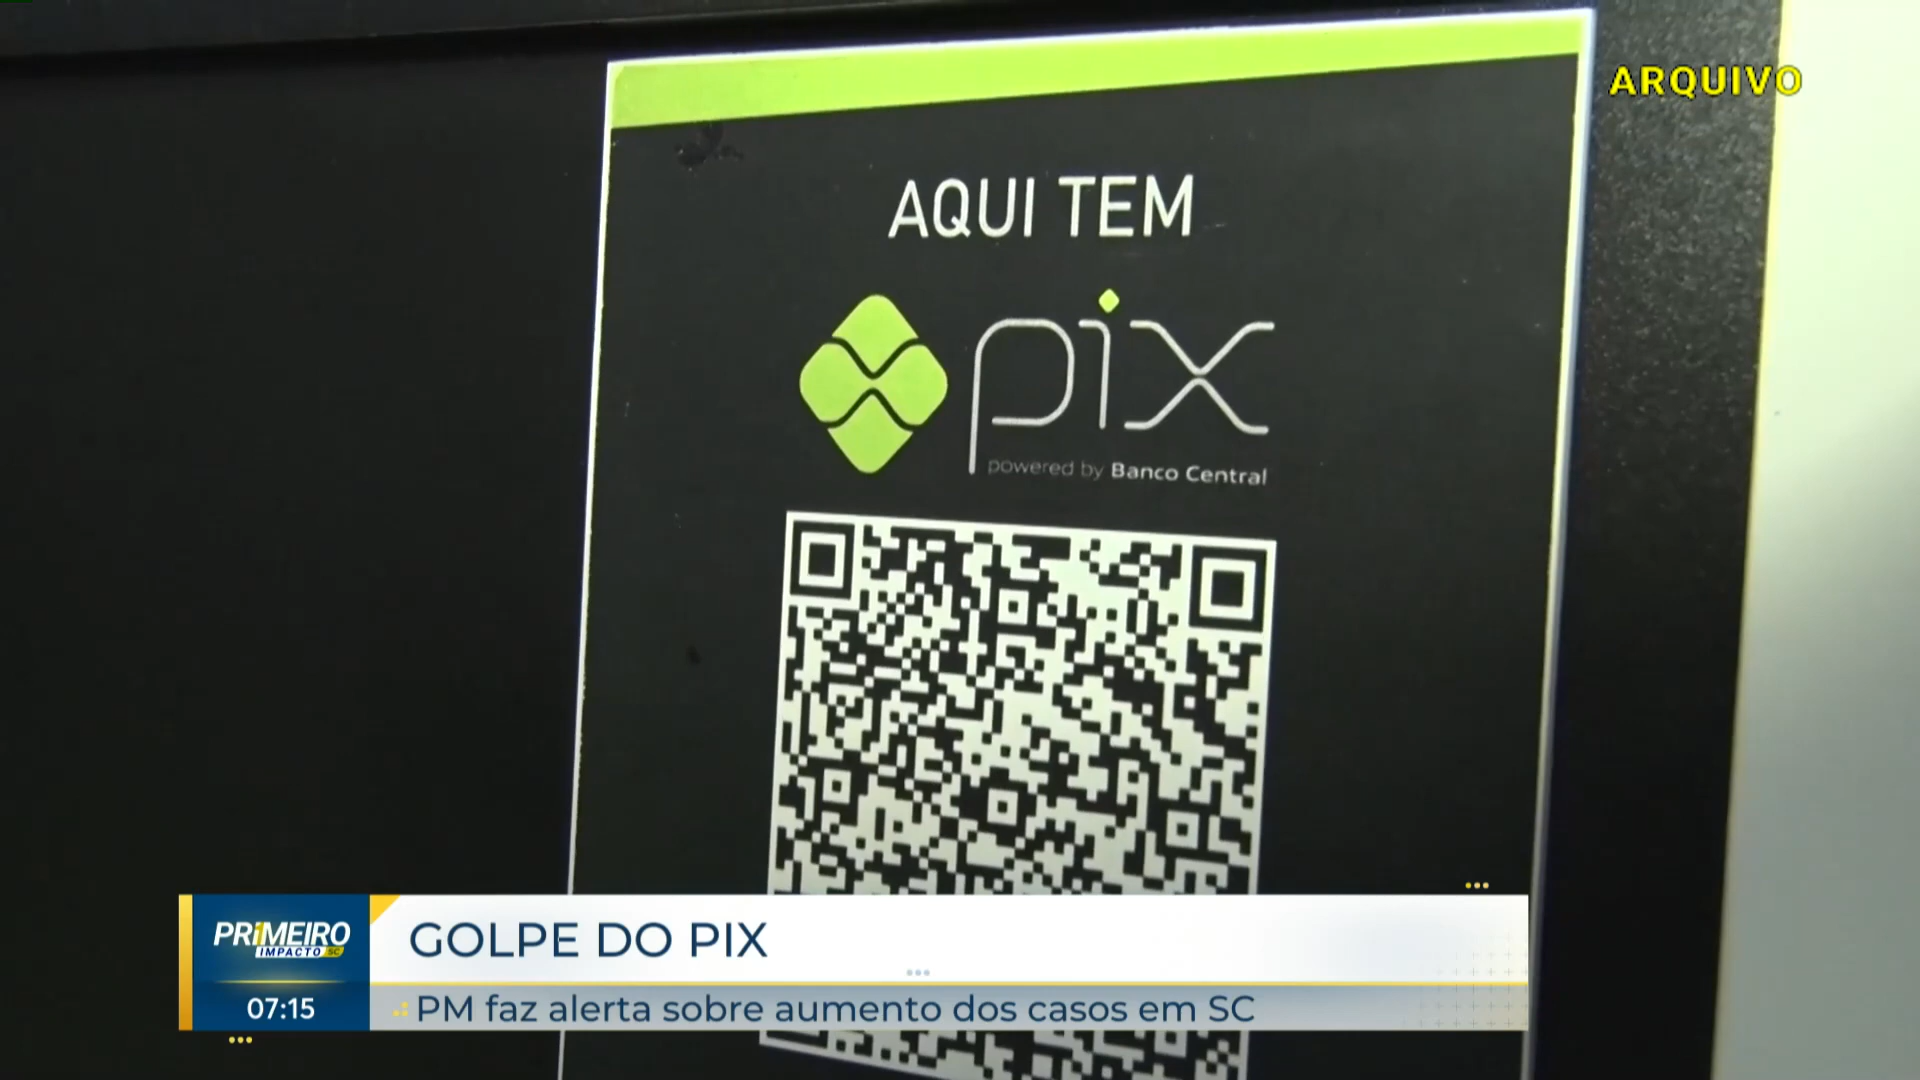 ARQUIVO
AQUI TEM
pix
powered by Banco Central
PRIMEIRO
IMPACTO SC
GOLPE DO PIX
07:15
PM faz alerta sobre aumento dos casos em SC